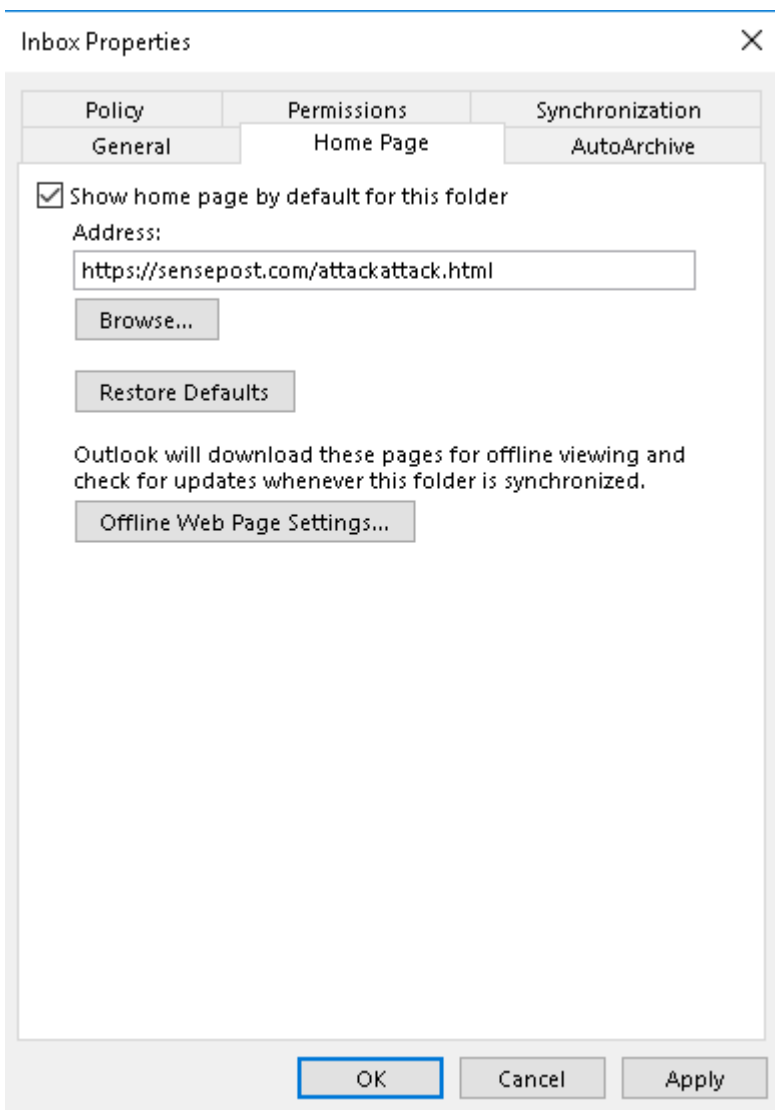 Inbox Properties
Policy
Permissions
Synchronization
General
Home Page
AutoArchive
Show home page by default for this folder
Address:
https://sensepost.com/attackattack.html
Browse...
Restore Defaults
Outlook will download these pages for offline viewing and
check for updates whenever this folder is synchronized.
Offline Web Page Settings...
OK
Cancel
Apply